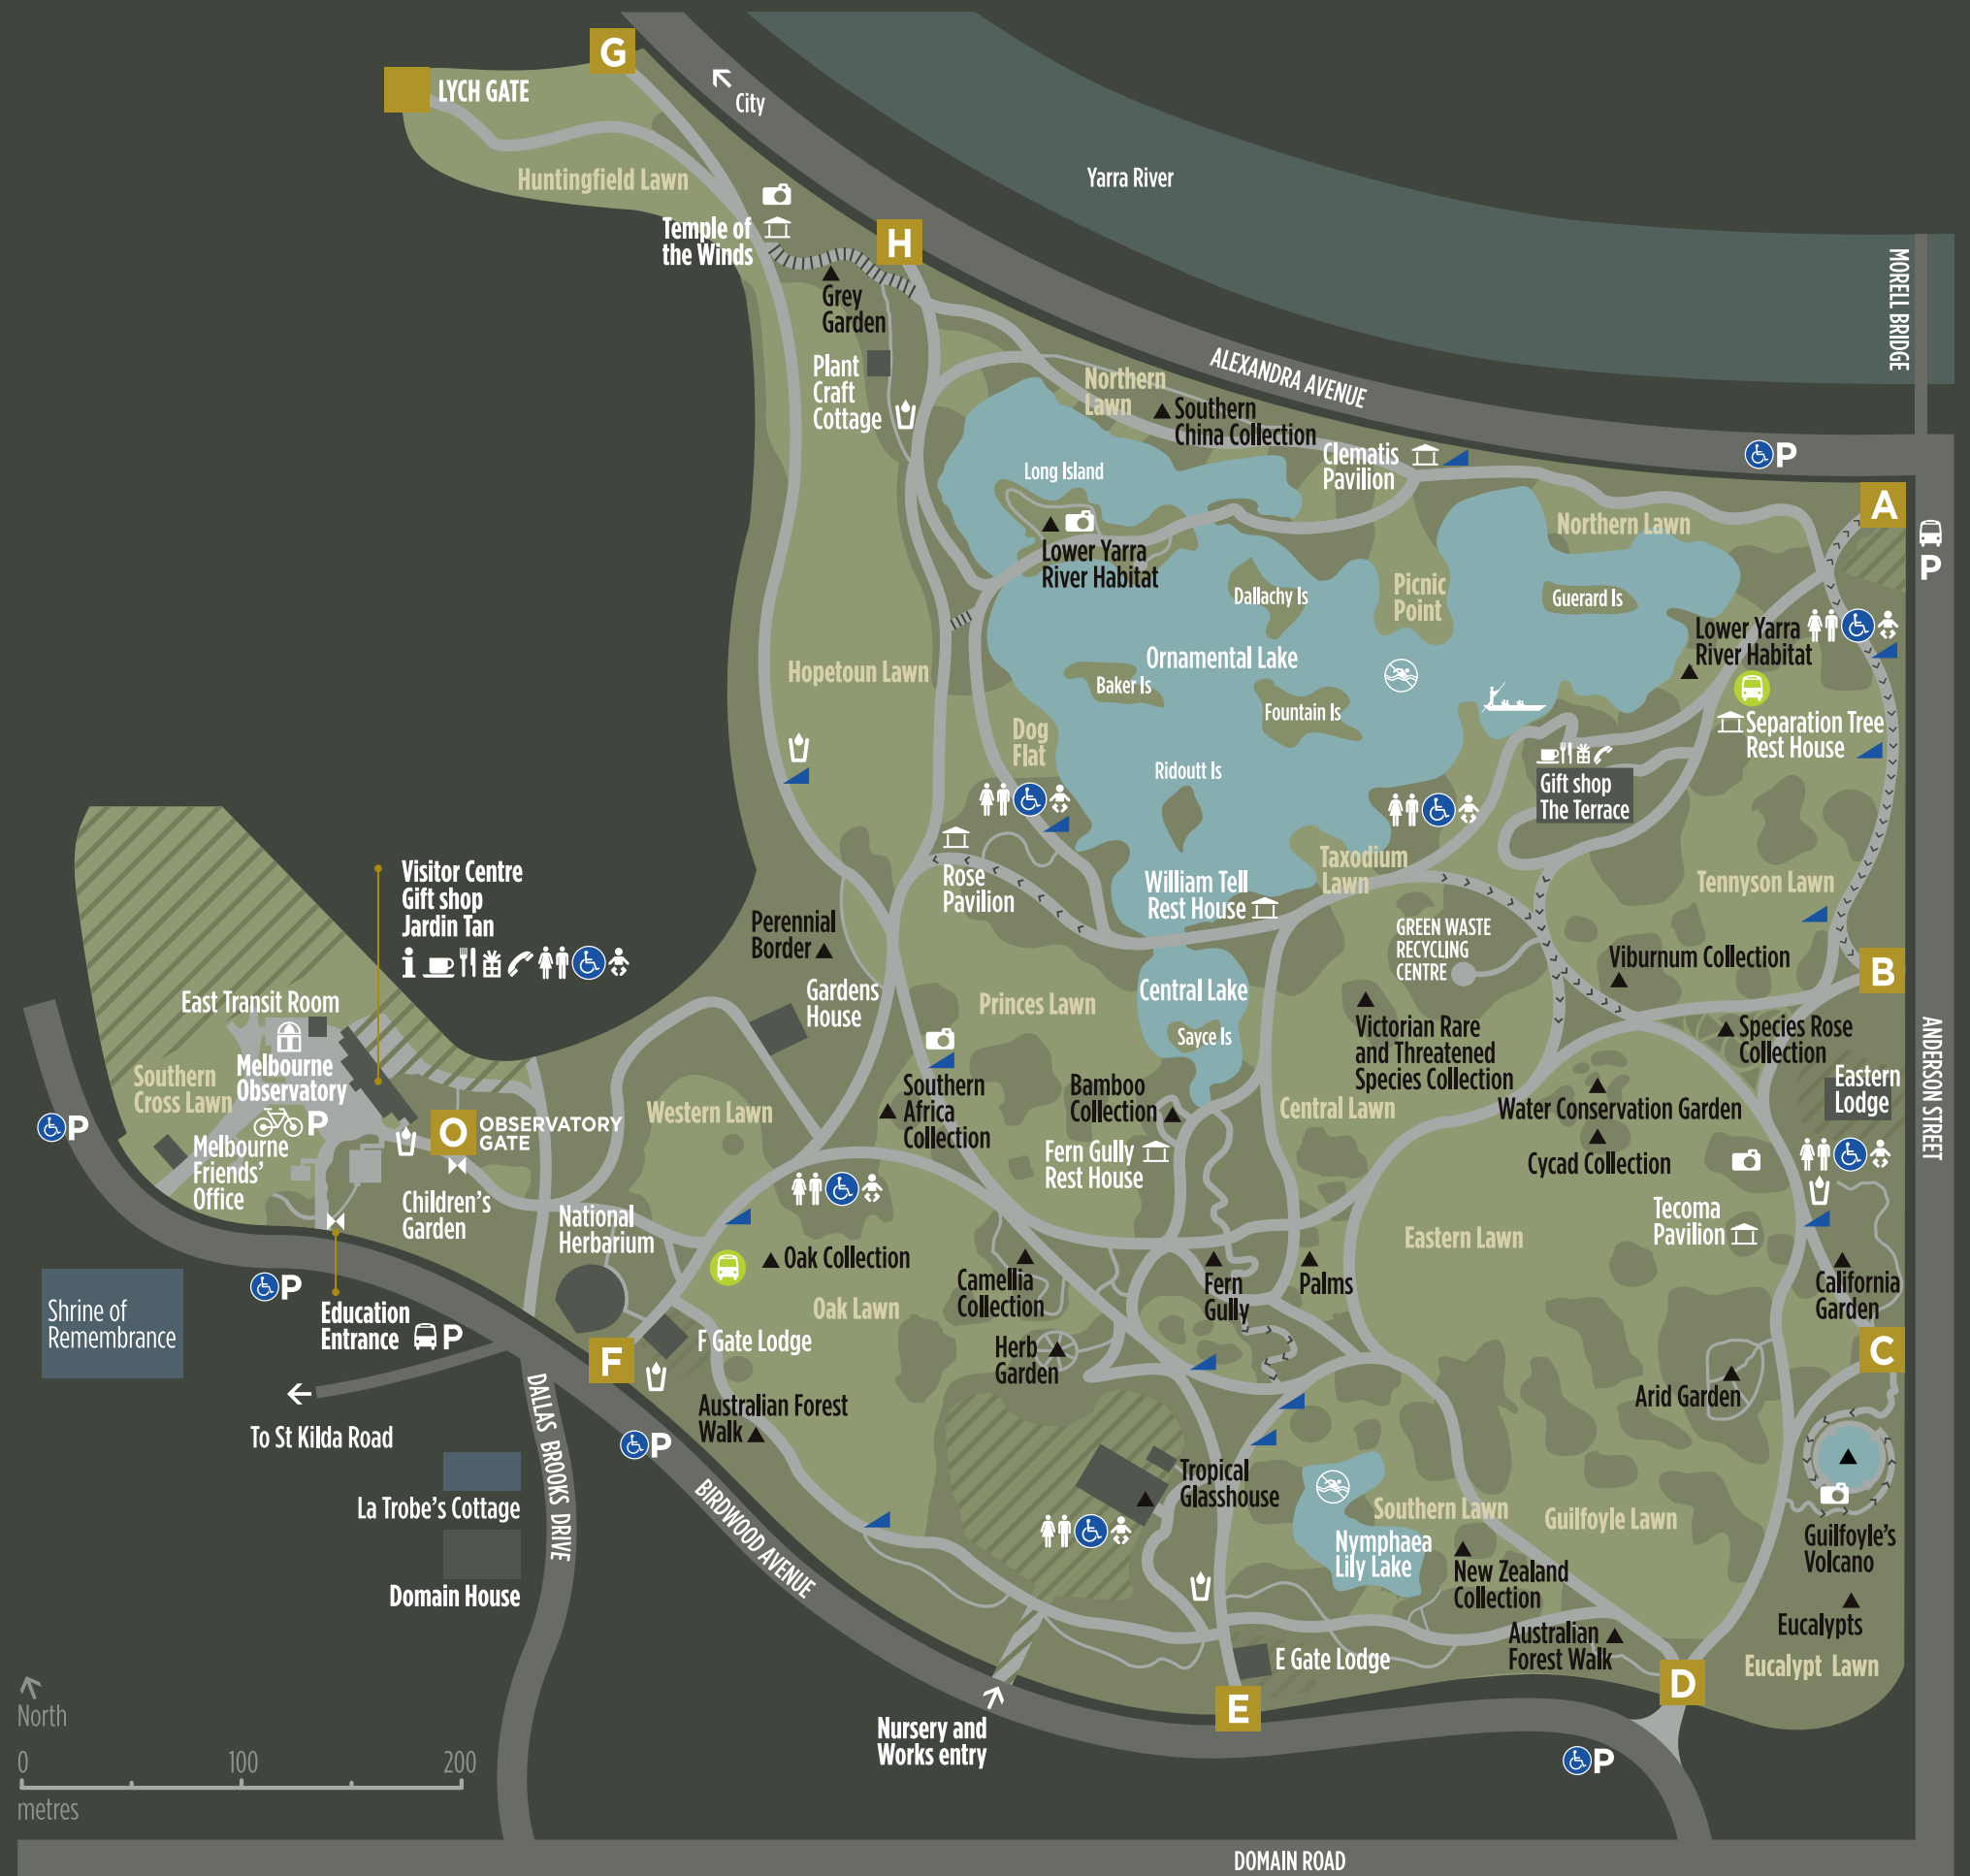 G
LYCH GATE
City
Yarra River
Huntingfield Lawn
Temple of
the Winds
H
MORELL BRIDGE
Grey
Garden
Plant
Craft
Cottage
ALEXANDRA AVENUE
Northern
Lawn
Southern
China Collection
Clematis
Pavilion
P
Long Island
A
Northern Lawn
Lower Yarra
River Habitat
P
Dallachy Is
Picnic
Point
Guerard Is
Lower Yarra
River Habitat
Ornamental Lake
Hopetoun Lawn
Baker Is
Fountain Is
Dog
Flat
Separation Tree
Rest House
Ridoutt Is
Gift shop
The Terrace
Visitor Centre
Gift shop
Jardin Tan
i
Rose
Pavilion
William Tell
Rest House
Taxodium
Lawn
Tennyson Lawn
Perennial
Border
GREEN WASTE
RECYCLING
CENTRE
Viburnum Collection
B
Gardens
House
Princes Lawn
Central Lake
Sayce Is
East Transit Room
Melbourne
Observatory
Southern
Cross Lawn
Victorian Rare
and Threatened
Species Collection
Species Rose
Collection
ANDERSON STREET
Eastern
Lodge
Southern
Africa
Collection
Bamboo
Collection
Central Lawn
Water Conservation Garden
Western Lawn
P
P
O
OBSERVATORY
GATE
Melbourne
Friends'
Office
Fern Gully
Rest House
Cycad Collection
Children's
Garden
National
Herbarium
Tecoma
Pavilion
Eastern Lawn
Oak Collection
Camellia
Collection
Fern
Gully
Palms
California
Garden
P
Shrine of
Remembrance
Education
Entrance
P
Oak Lawn
F Gate Lodge
Herb
Garden
F
C
To St Kilda Road
DALLAS BROOKS DRIVE
Australian Forest
Walk
P
Arid Garden
La Trobe's Cottage
BIRDWOOD AVENUE
Tropical
Glasshouse
Southern Lawn
Guilfoyle Lawn
Nymphaea
Lily Lake
Guilfoyle's
Volcano
Domain House
New Zealand
Collection
Eucalypts
Australian
Forest Walk
E Gate Lodge
Eucalypt Lawn
D
E
Nursery and
Works entry
P
North
0 100 200
metres
DOMAIN ROAD